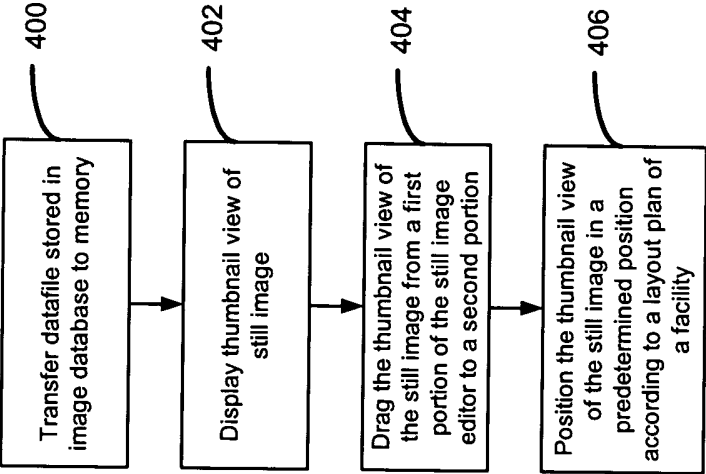 400
Transfer datafile stored in
image database to memory
402
Display thumbnail view of
still image
404
Drag the thumbnail view of
the still image from a first
portion of the still image
editor to a second portion
406
Position the thumbnail view
of the still image in a
predetermined position
according to a layout plan of
a facility